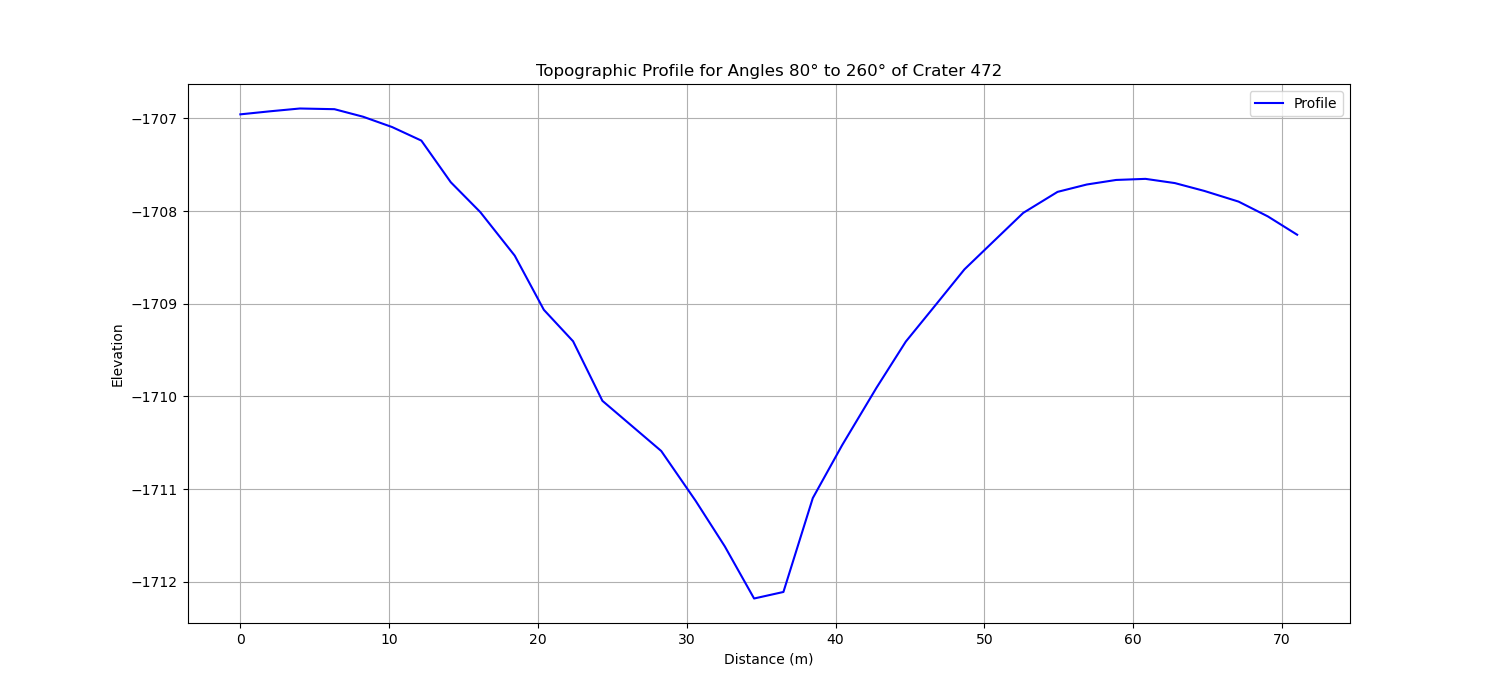 Topographic Profile for Angles 80° to 260° of Crater 472
Profile
−1707
−1708
−1709
−1710
−1711
−1712
Elevation
0 10 20 30 40 50 60 70
Distance (m)